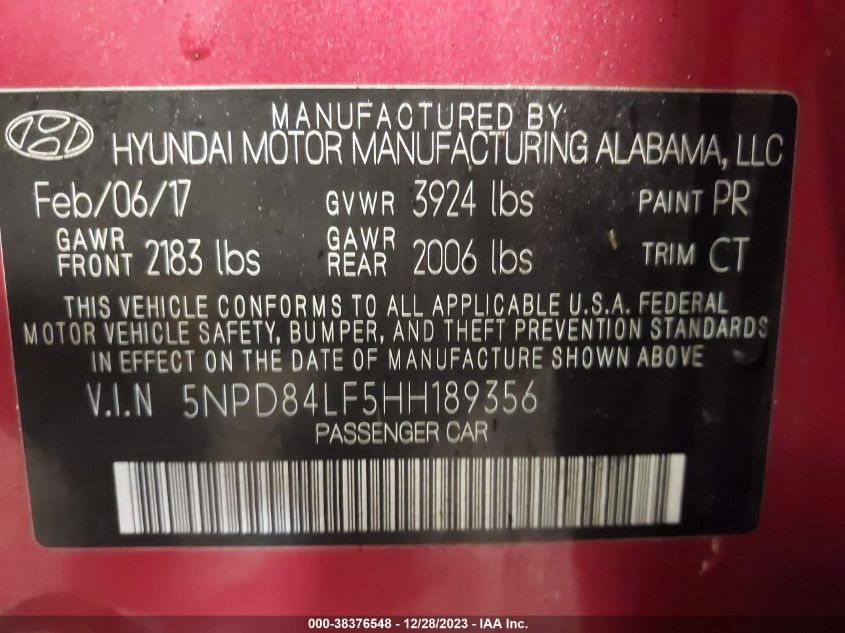 MANUFACTURED BY
HYUNDAI MOTOR MANUFACTURING ALABAMA, LLC
Feb/06/17 GVWR 3924 lbs PAINT PR
GAWR FRONT 2183 lbs GAWR REAR 2006 lbs TRIM CT
THIS VEHICLE CONFORMS TO ALL APPLICABLE U.S.A. FEDERAL
MOTOR VEHICLE SAFETY, BUMPER, AND THEFT PREVENTION STANDARDS
IN EFFECT ON THE DATE OF MANUFACTURE SHOWN ABOVE
V.I.N 5NPD84LF5HH189356
PASSENGER CAR
000-38376548 - 12/28/2023 - IAA Inc.